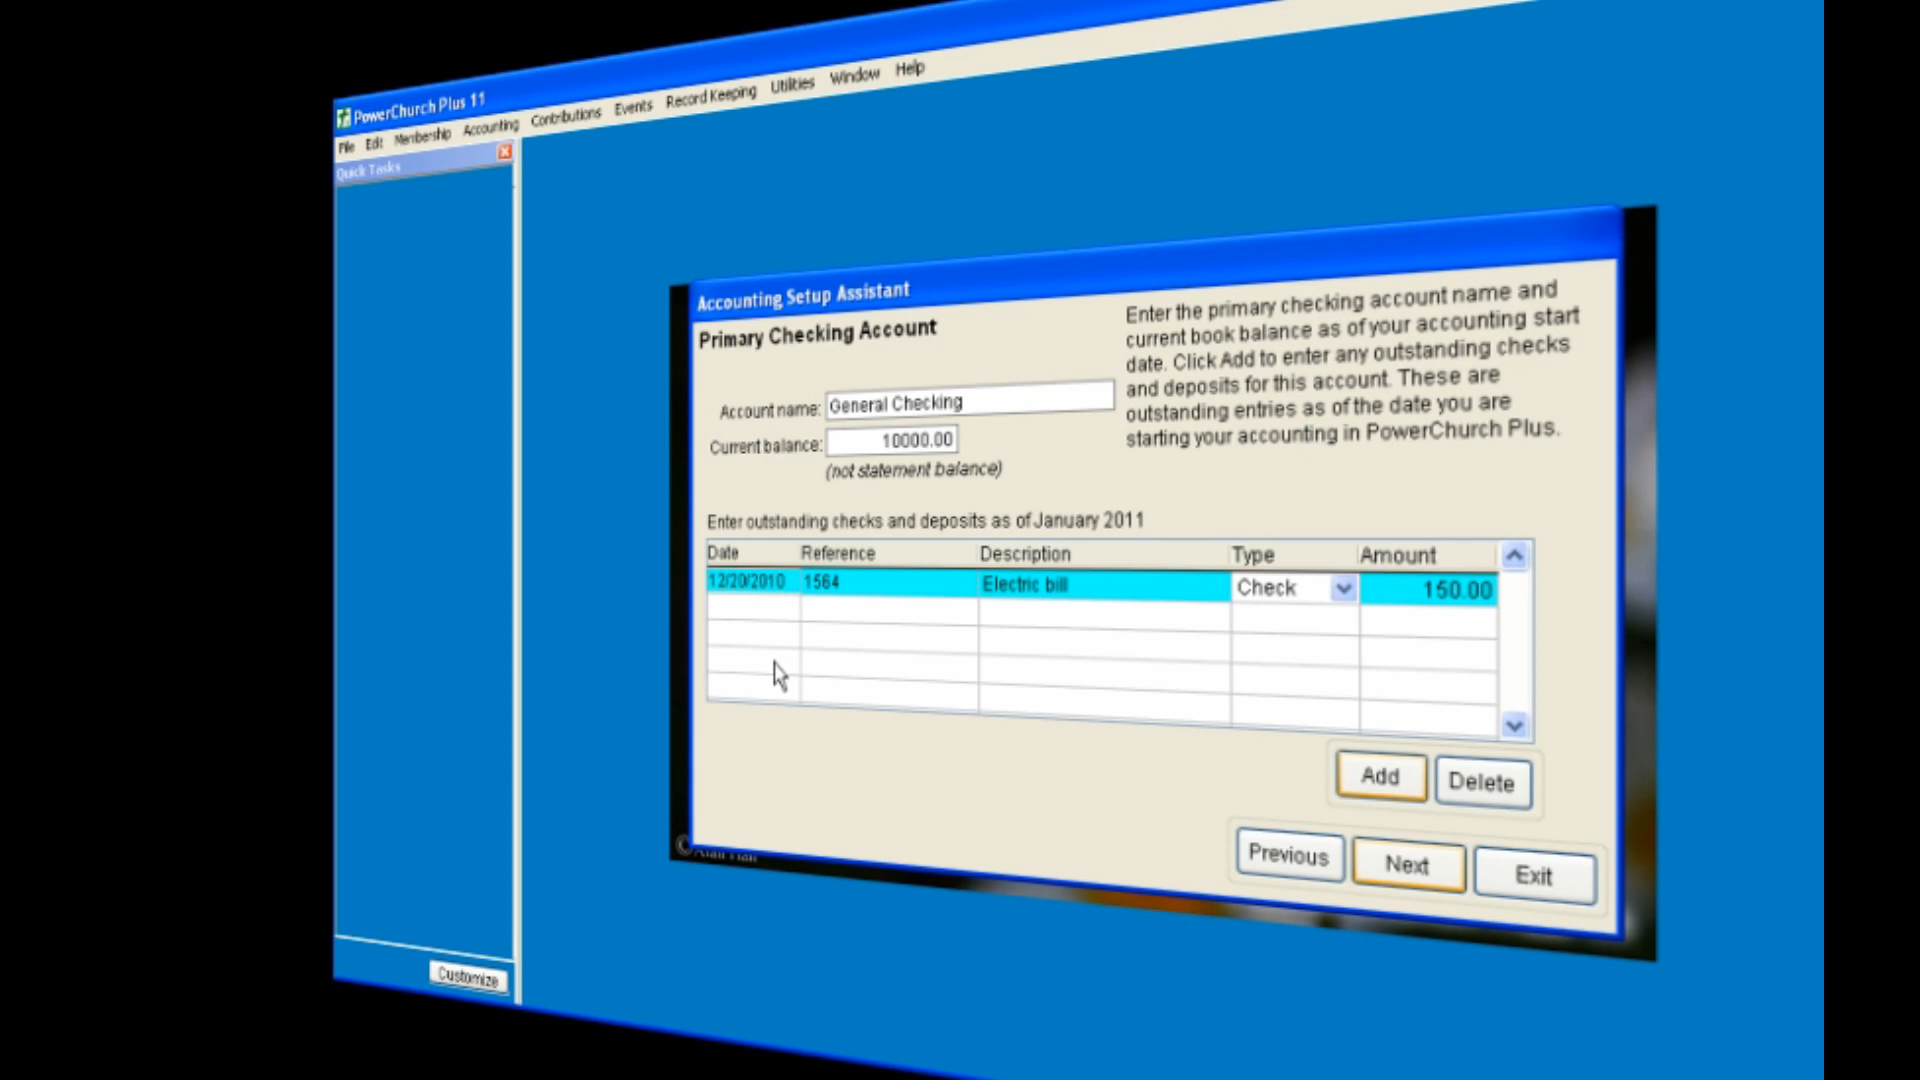 PowerChurch Plus 11
File Edit Membership Accounting Contributions Events Record Keeping Utilities Window Help
Quick Tasks
Accounting Setup Assistant
Primary Checking Account
Enter the primary checking account name and
current book balance as of your accounting start
date. Click Add to enter any outstanding checks
and deposits for this account. These are
outstanding entries as of the date you are
starting your accounting in PowerChurch Plus.
Account name: General Checking
Current balance: 10000.00
(not statement balance)
Enter outstanding checks and deposits as of January 2011
Date Reference Description Type Amount
12/20/2010 1564 Electric bill Check 150.00
Add Delete
Previous Next Exit
Customize